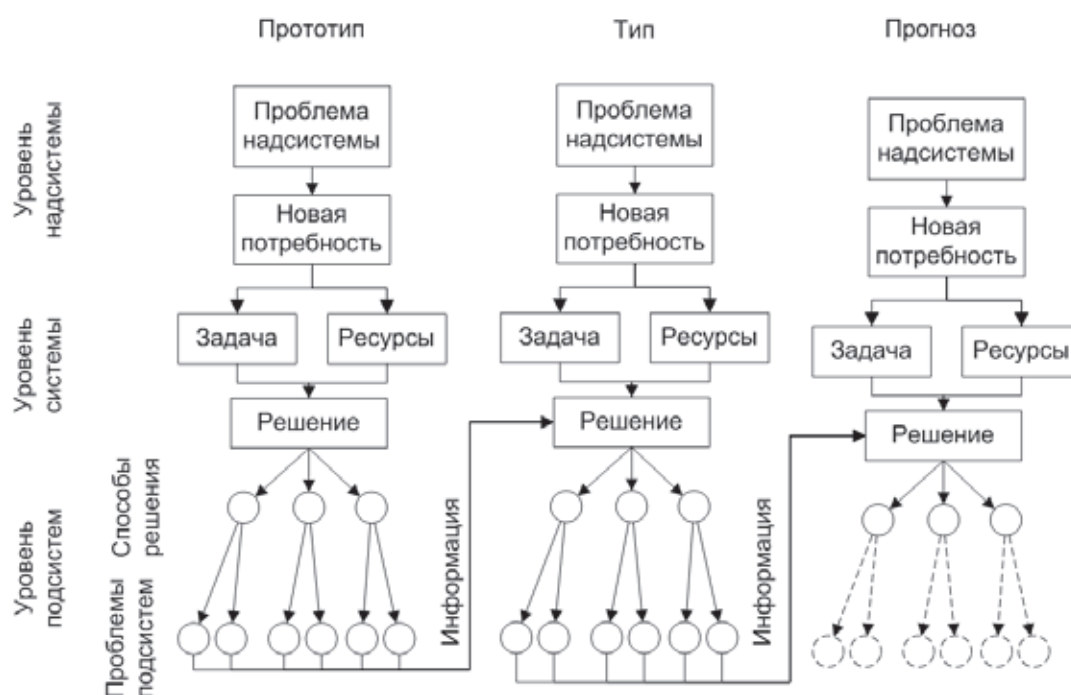 Прототип
Тип
Прогноз
Уровень
надсистемы
Проблема
надсистемы
Проблема
надсистемы
Проблема
надсистемы
Новая
потребность
Новая
потребность
Новая
потребность
Уровень
системы
Задача
Ресурсы
Задача
Ресурсы
Задача
Ресурсы
Решение
Решение
Решение
Уровень
подсистем
Способы
решения
Проблемы
подсистем
Информация
Информация